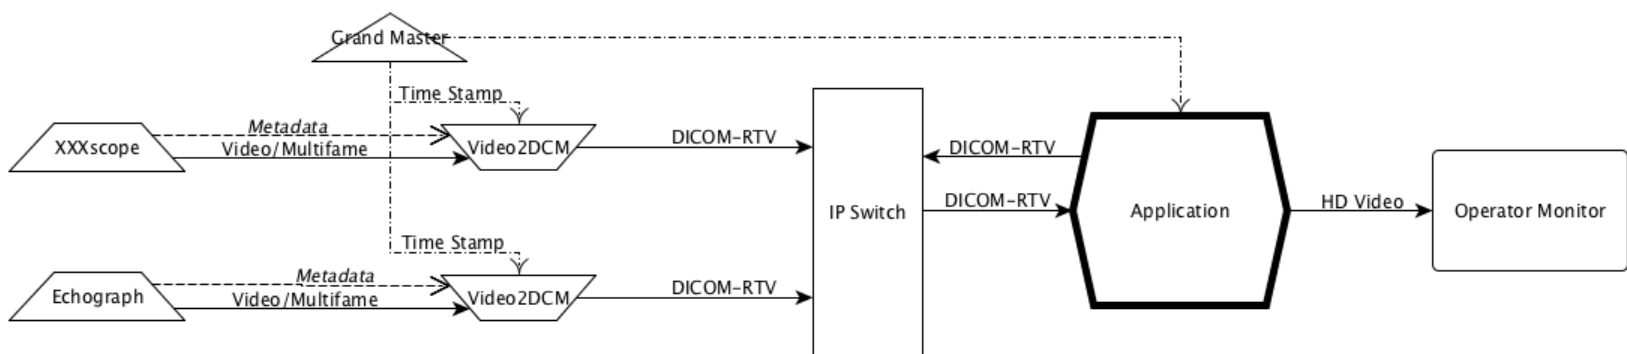 Grand Master
Time Stamp
Metadata
XXXscope
Video/Multifame
Video2DCM
DICOM-RTV
DICOM-RTV
DICOM-RTV
IP Switch
Application
HD Video
Operator Monitor
Time Stamp
Metadata
Echograph
Video/Multifame
Video2DCM
DICOM-RTV